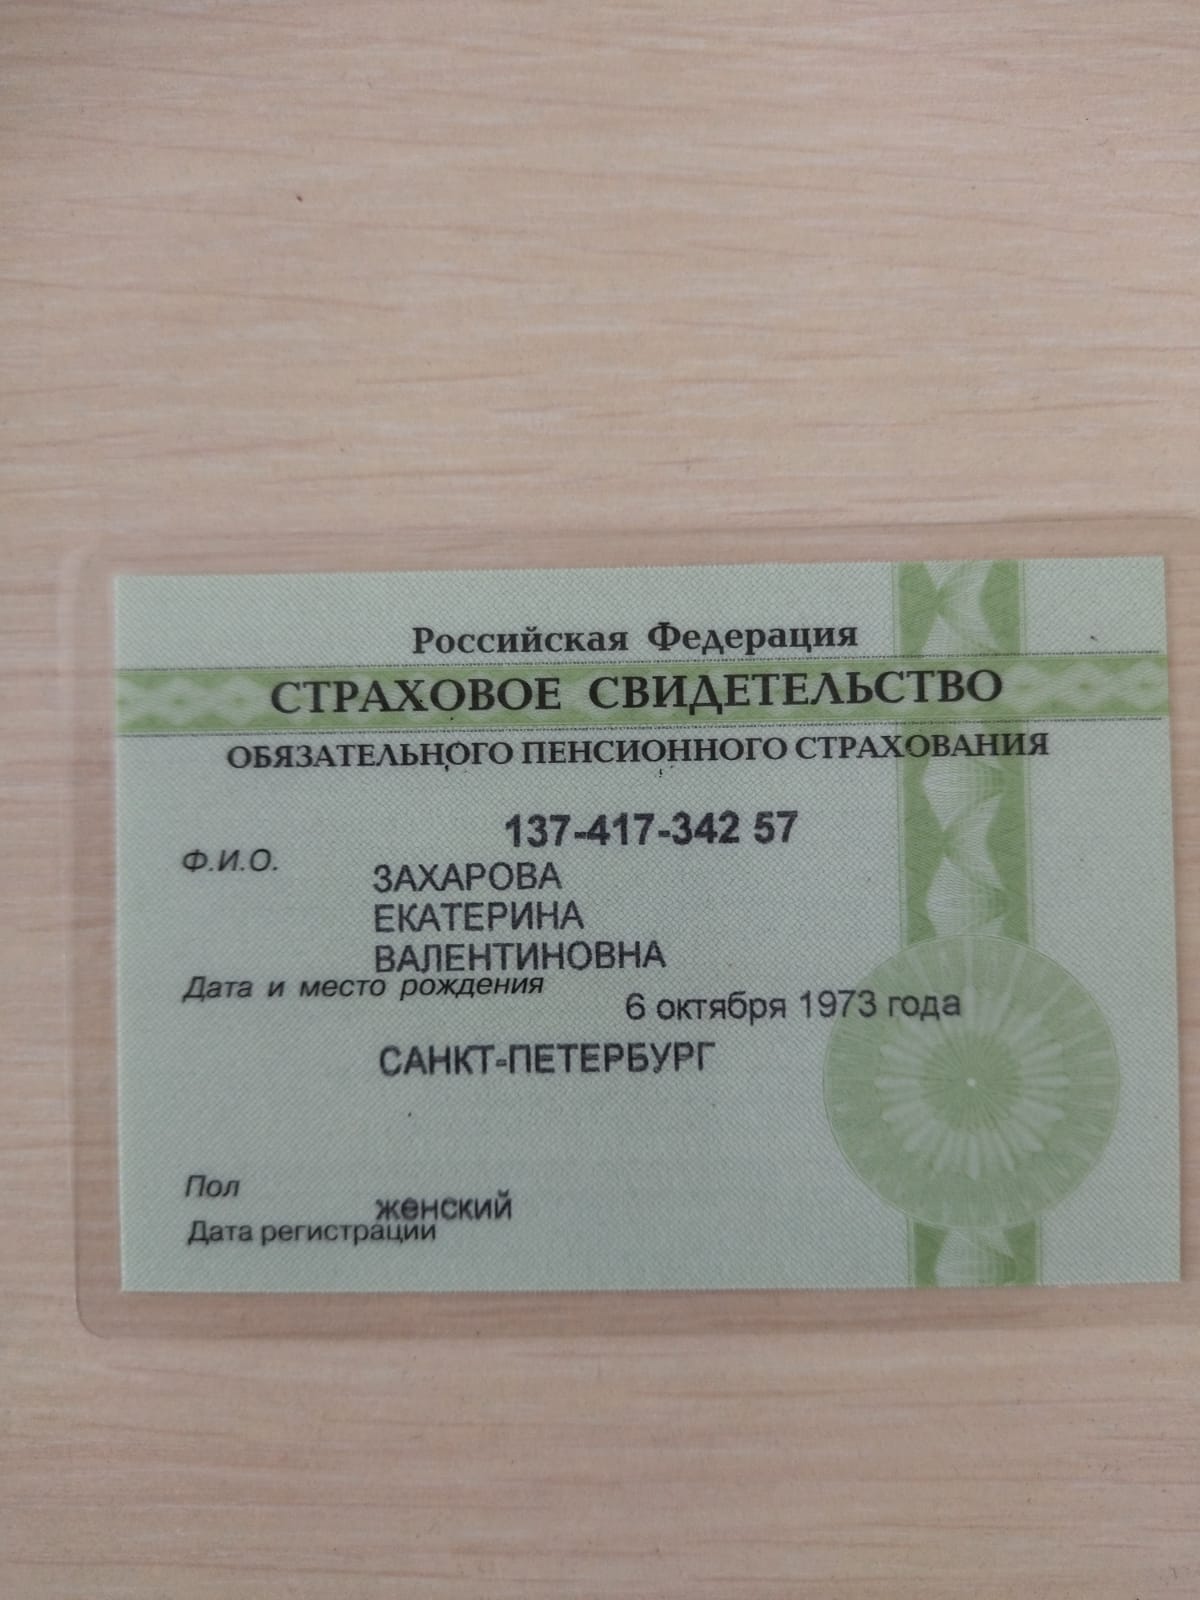 Российская Федерация
СТРАХОВОЕ СВИДЕТЕЛЬСТВО
ОБЯЗАТЕЛЬНОГО ПЕНСИОННОГО СТРАХОВАНИЯ
137-417-342 57
Ф.И.О.
ЗАХАРОВА
ЕКАТЕРИНА
ВАЛЕНТИНОВНА
Дата и место рождения
6 октября 1973 года
САНКТ-ПЕТЕРБУРГ
Пол
женский
Дата регистрации